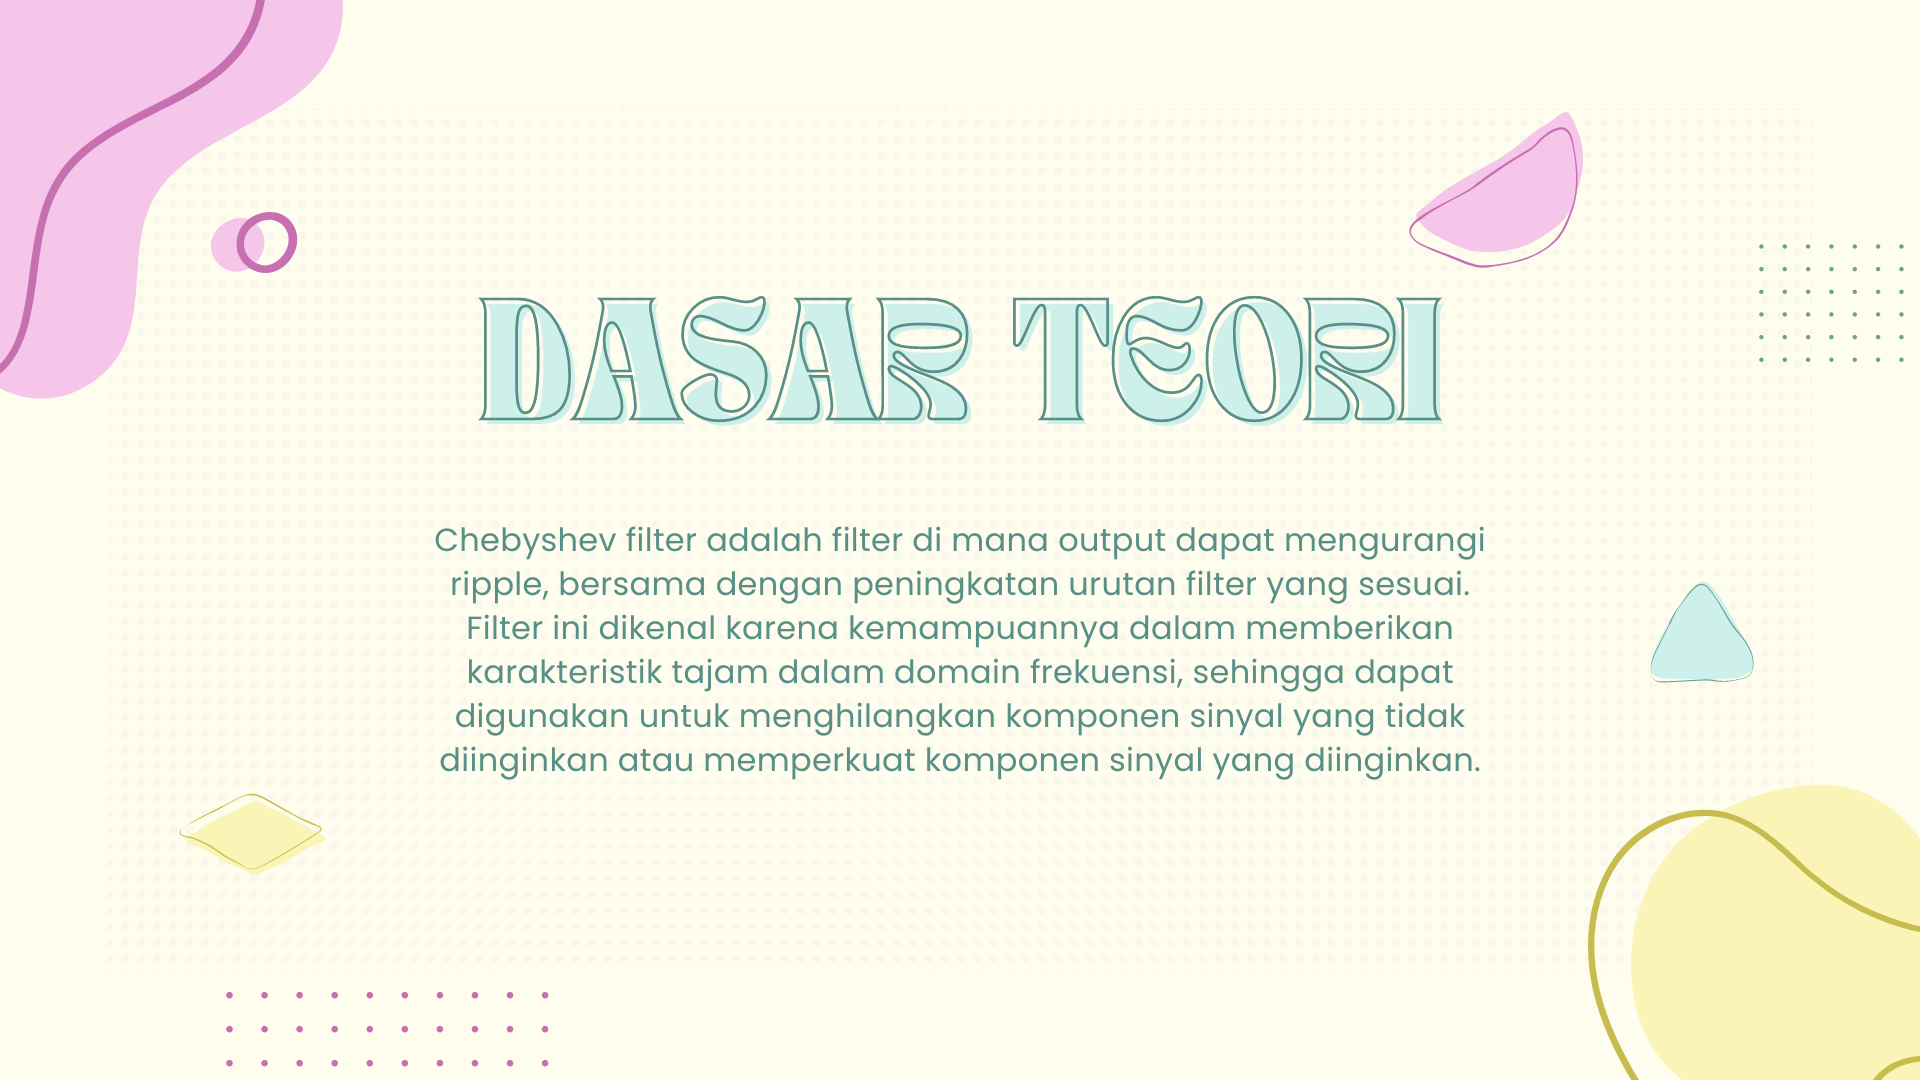 DASAR TEORI
Chebyshev filter adalah filter di mana output dapat mengurangi
ripple, bersama dengan peningkatan urutan filter yang sesuai.
Filter ini dikenal karena kemampuannya dalam memberikan
karakteristik tajam dalam domain frekuensi, sehingga dapat
digunakan untuk menghilangkan komponen sinyal yang tidak
diinginkan atau memperkuat komponen sinyal yang diinginkan.